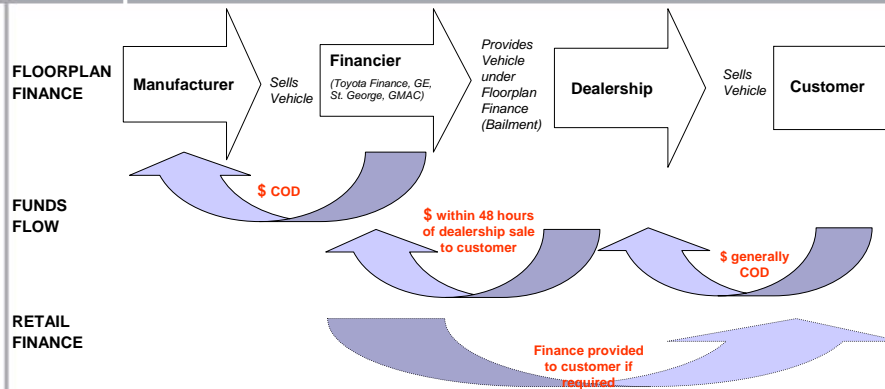 FLOORPLAN
FINANCE
Manufacturer
Sells
Vehicle
Financier
(Toyota Finance, GE,
St. George, GMAC)
Provides
Vehicle
under
Floorplan
Finance
(Bailment)
Dealership
Sells
Vehicle
Customer
FUNDS
FLOW
$ COD
$ within 48 hours
of dealership sale
to customer
$ generally
COD
RETAIL
FINANCE
Finance provided
to customer if
required